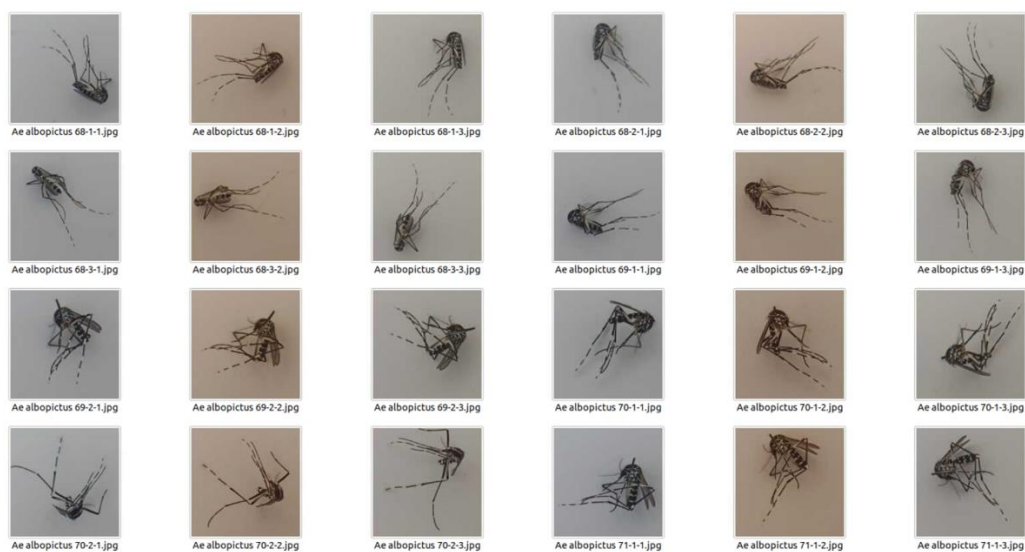 Ae albopictus 68-1-1.jpg
Ae albopictus 68-1-2.jpg
Ae albopictus 68-1-3.jpg
Ae albopictus 68-2-1.jpg
Ae albopictus 68-2-2.jpg
Ae albopictus 68-2-3.jpg
Ae albopictus 68-3-1.jpg
Ae albopictus 68-3-2.jpg
Ae albopictus 68-3-3.jpg
Ae albopictus 69-1-1.jpg
Ae albopictus 69-1-2.jpg
Ae albopictus 69-1-3.jpg
Ae albopictus 69-2-1.jpg
Ae albopictus 69-2-2.jpg
Ae albopictus 69-2-3.jpg
Ae albopictus 70-1-1.jpg
Ae albopictus 70-1-2.jpg
Ae albopictus 70-1-3.jpg
Ae albopictus 70-2-1.jpg
Ae albopictus 70-2-2.jpg
Ae albopictus 70-2-3.jpg
Ae albopictus 71-1-1.jpg
Ae albopictus 71-1-2.jpg
Ae albopictus 71-1-3.jpg